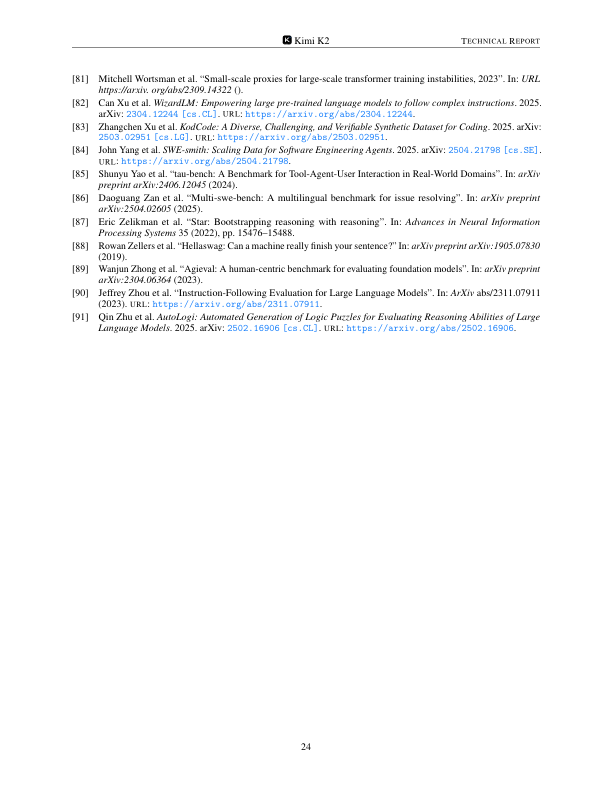 K Kimi K2 TECHNICAL REPORT
[81] Mitchell Wortsman et al. “Small-scale proxies for large-scale transformer training instabilities, 2023”. In: URL
https://arxiv. org/abs/2309.14322 ().
[82] Can Xu et al. WizardLM: Empowering large pre-trained language models to follow complex instructions. 2025.
arXiv: 2304.12244 [cs.CL]. URL: https://arxiv.org/abs/2304.12244.
[83] Zhangchen Xu et al. KodCode: A Diverse, Challenging, and Verifiable Synthetic Dataset for Coding. 2025. arXiv:
2503.02951 [cs.LG]. URL: https://arxiv.org/abs/2503.02951.
[84] John Yang et al. SWE-smith: Scaling Data for Software Engineering Agents. 2025. arXiv: 2504.21798 [cs.SE].
URL: https://arxiv.org/abs/2504.21798.
[85] Shunyu Yao et al. “tau-bench: A Benchmark for Tool-Agent-User Interaction in Real-World Domains”. In: arXiv
preprint arXiv:2406.12045 (2024).
[86] Daoguang Zan et al. “Multi-swe-bench: A multilingual benchmark for issue resolving”. In: arXiv preprint
arXiv:2504.02605 (2025).
[87] Eric Zelikman et al. “Star: Bootstrapping reasoning with reasoning”. In: Advances in Neural Information
Processing Systems 35 (2022), pp. 15476–15488.
[88] Rowan Zellers et al. “Hellaswag: Can a machine really finish your sentence?” In: arXiv preprint arXiv:1905.07830
(2019).
[89] Wanjun Zhong et al. “Agieval: A human-centric benchmark for evaluating foundation models”. In: arXiv preprint
arXiv:2304.06364 (2023).
[90] Jeffrey Zhou et al. “Instruction-Following Evaluation for Large Language Models”. In: ArXiv abs/2311.07911
(2023). URL: https://arxiv.org/abs/2311.07911.
[91] Qin Zhu et al. AutoLogi: Automated Generation of Logic Puzzles for Evaluating Reasoning Abilities of Large
Language Models. 2025. arXiv: 2502.16906 [cs.CL]. URL: https://arxiv.org/abs/2502.16906.
24